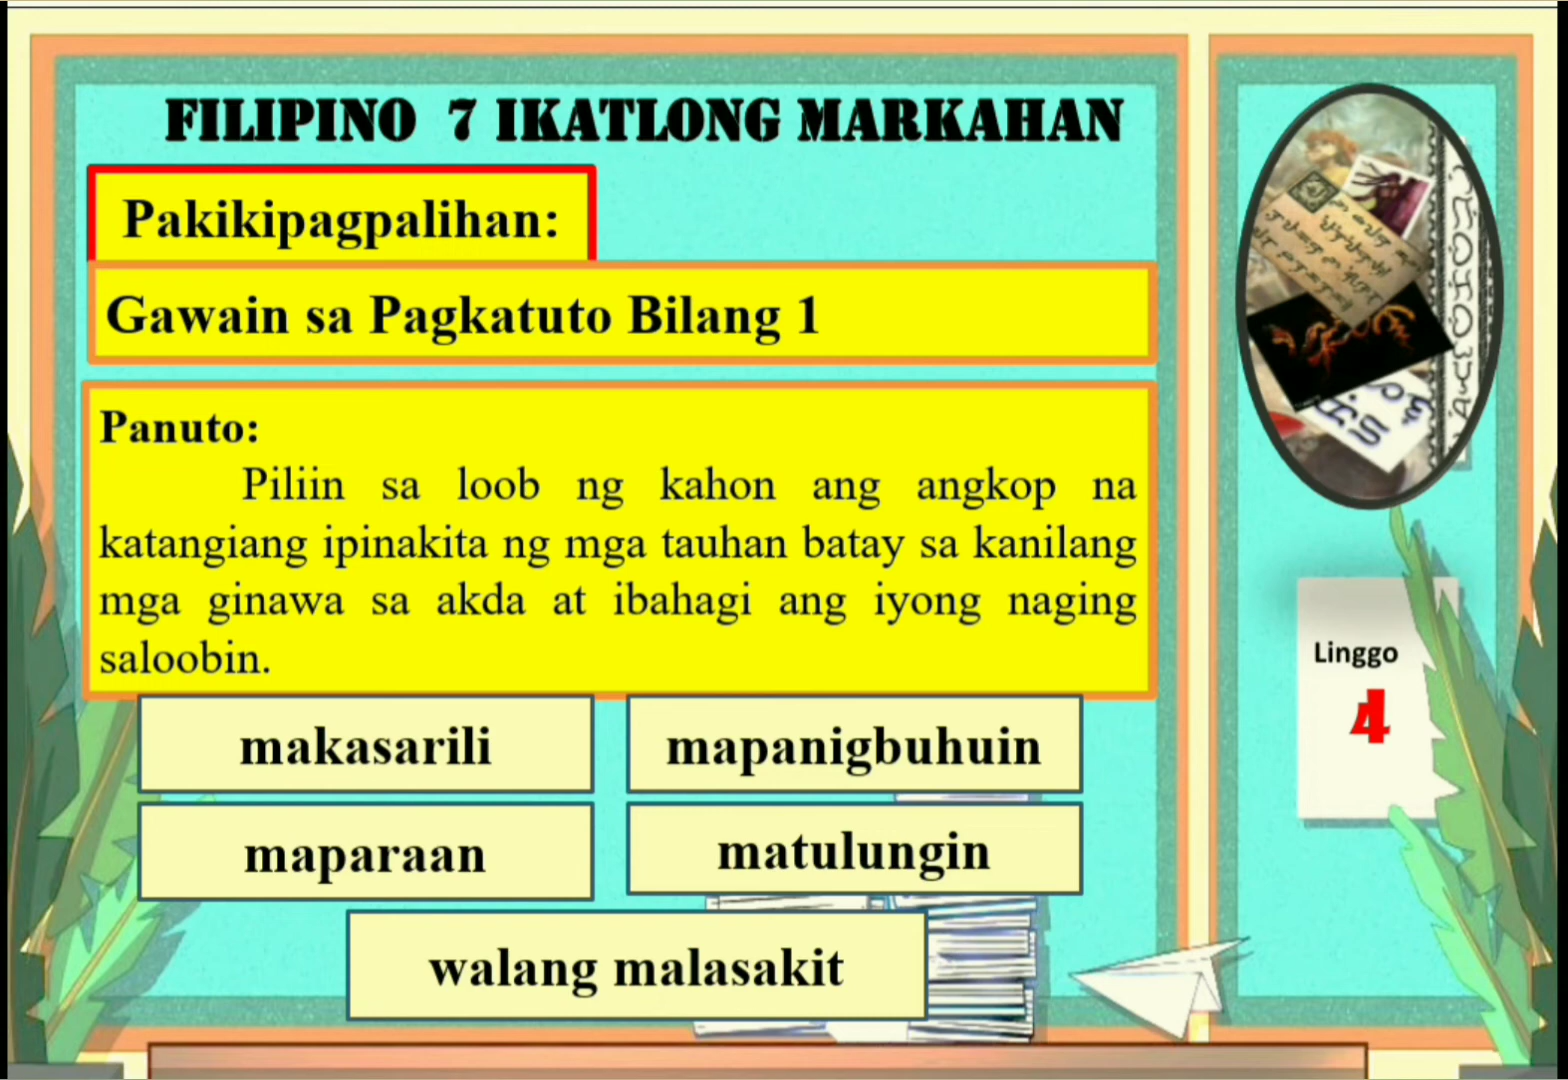 FILIPINO 7 IKATLONG MARKAHAN
Pakikipagpalihan:
Gawain sa Pagkatuto Bilang 1
Panuto:
Piliin sa loob ng kahon ang angkop na
katangiang ipinakita ng mga tauhan batay sa kanilang
mga ginawa sa akda at ibahagi ang iyong naging
saloobin.
makasarili
mapanigbuhuin
maparaan
matulungin
walang malasakit
Linggo
4